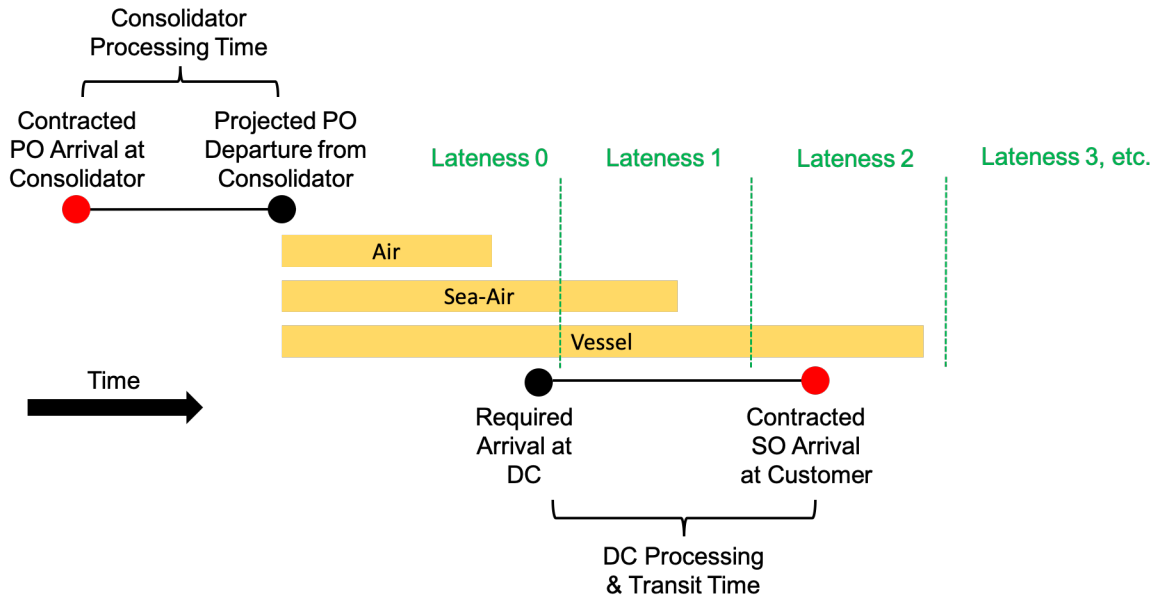 Consolidator
Processing Time
Contracted
PO Arrival at
Consolidator
Projected PO
Departure from
Consolidator
Lateness 0
Lateness 1
Lateness 2
Lateness 3, etc.
Air
Sea-Air
Vessel
Time
Required
Arrival at
DC
Contracted
SO Arrival
at Customer
DC Processing
& Transit Time